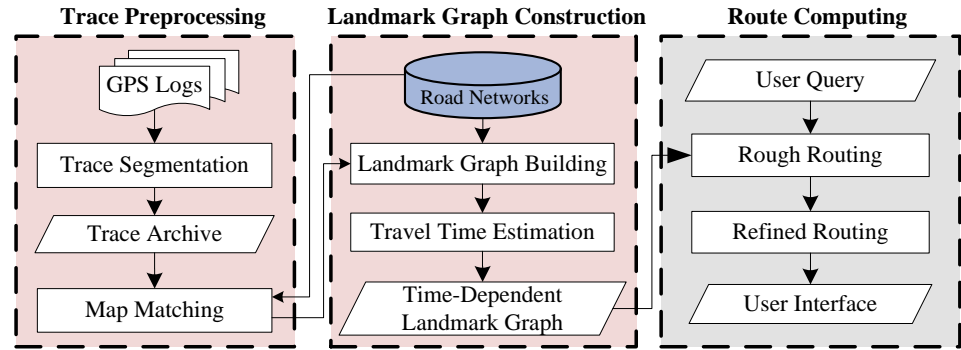 Trace Preprocessing
GPS Logs
Trace Segmentation
Trace Archive
Map Matching
Landmark Graph Construction
Road Networks
Landmark Graph Building
Travel Time Estimation
Time-Dependent
Landmark Graph
Route Computing
User Query
Rough Routing
Refined Routing
User Interface